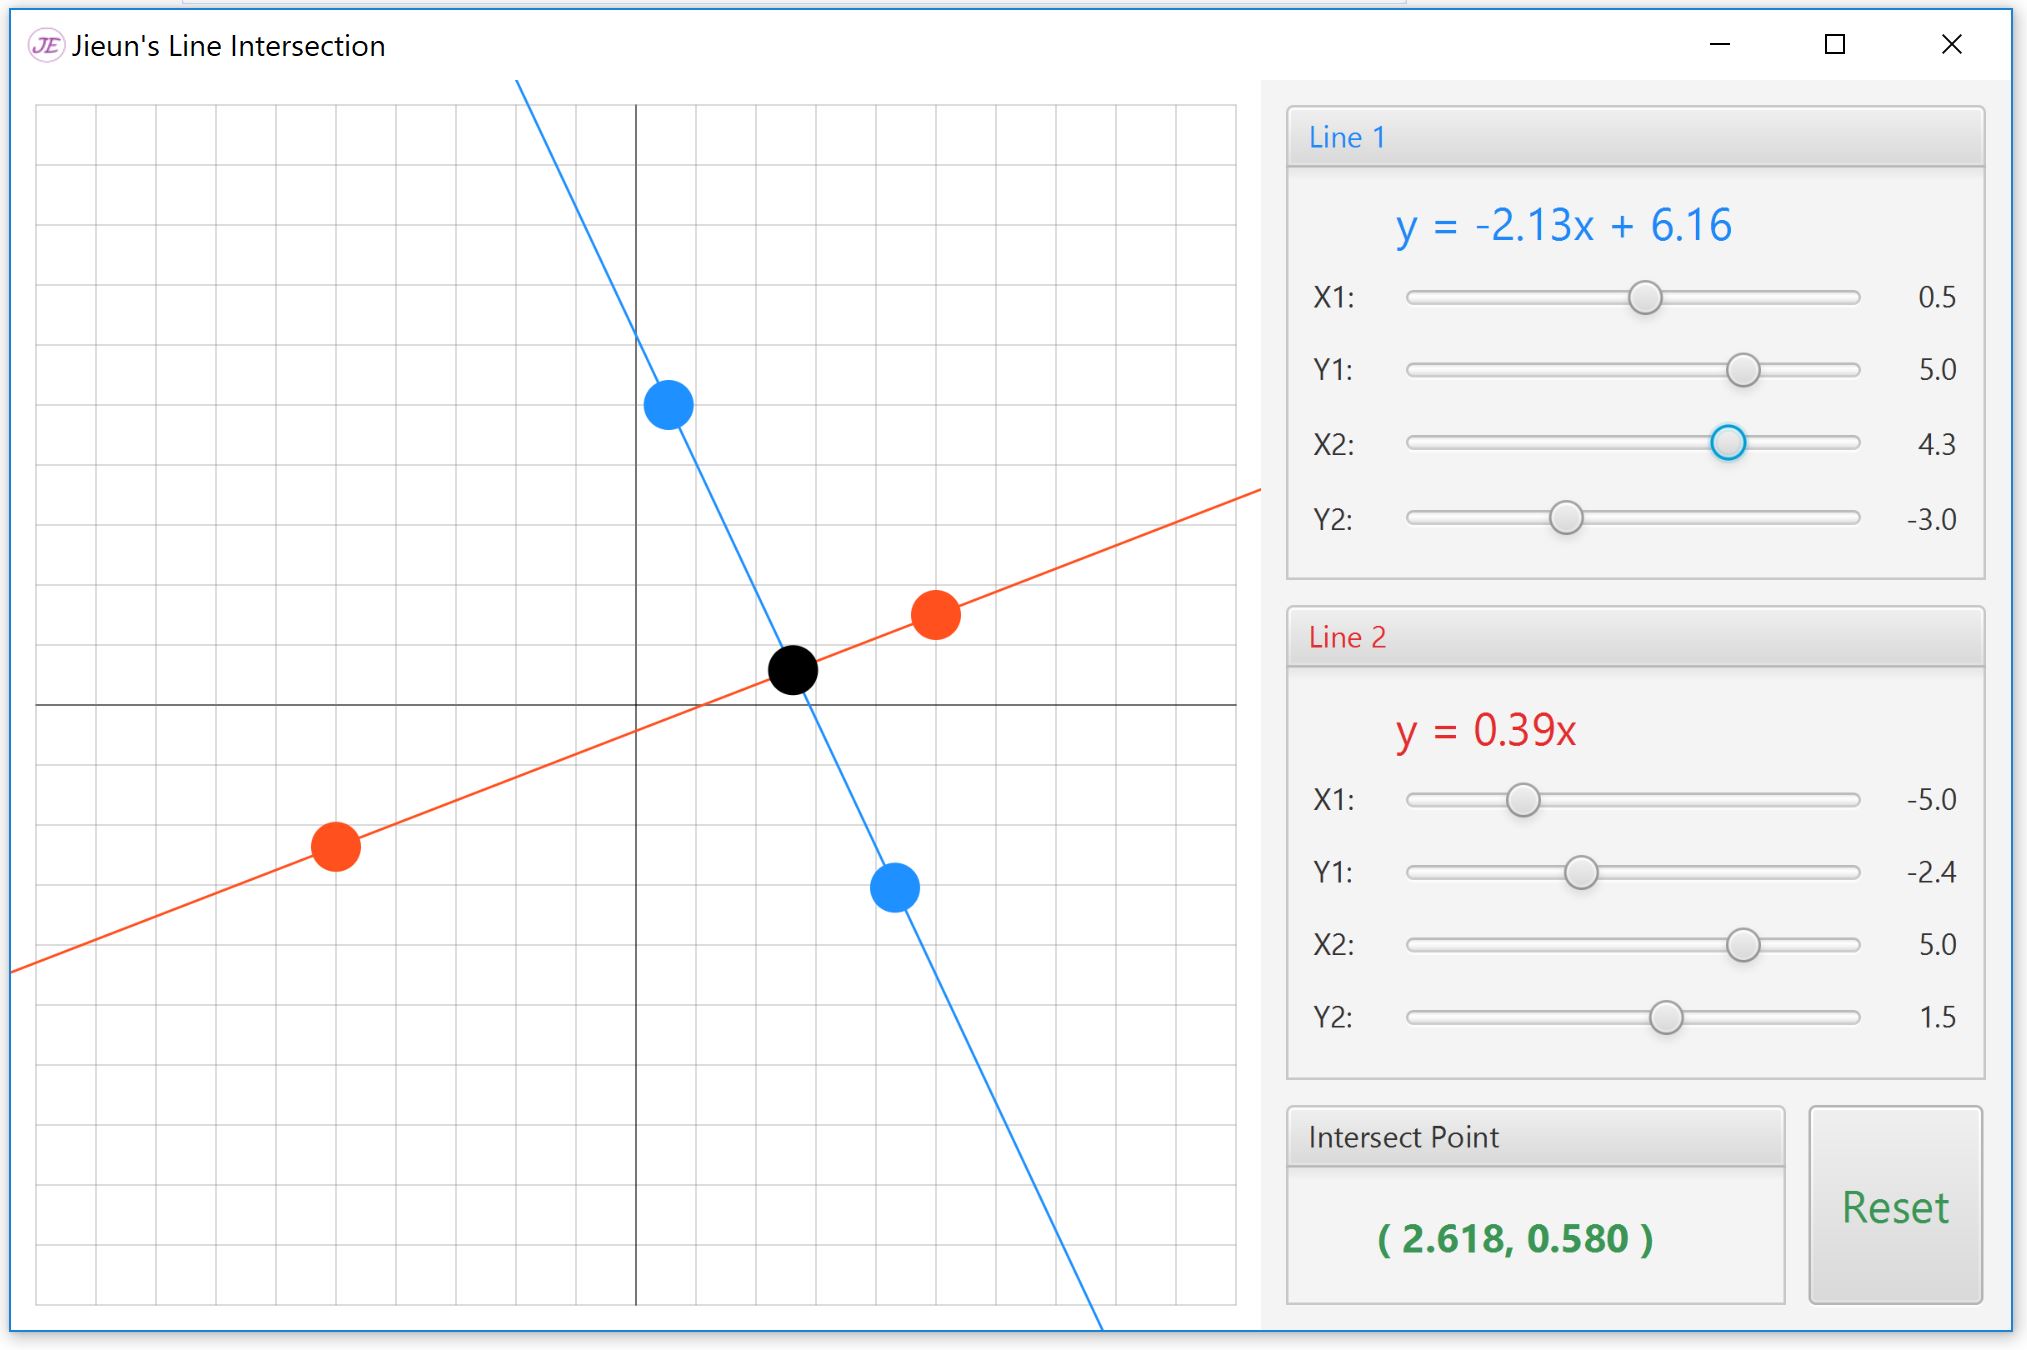 JE Jieun's Line Intersection
Line 1
y = -2.13x + 6.16
X1: 0.5
Y1: 5.0
X2: 4.3
Y2: -3.0
Line 2
y = 0.39x
X1: -5.0
Y1: -2.4
X2: 5.0
Y2: 1.5
Intersect Point
( 2.618, 0.580 )
Reset